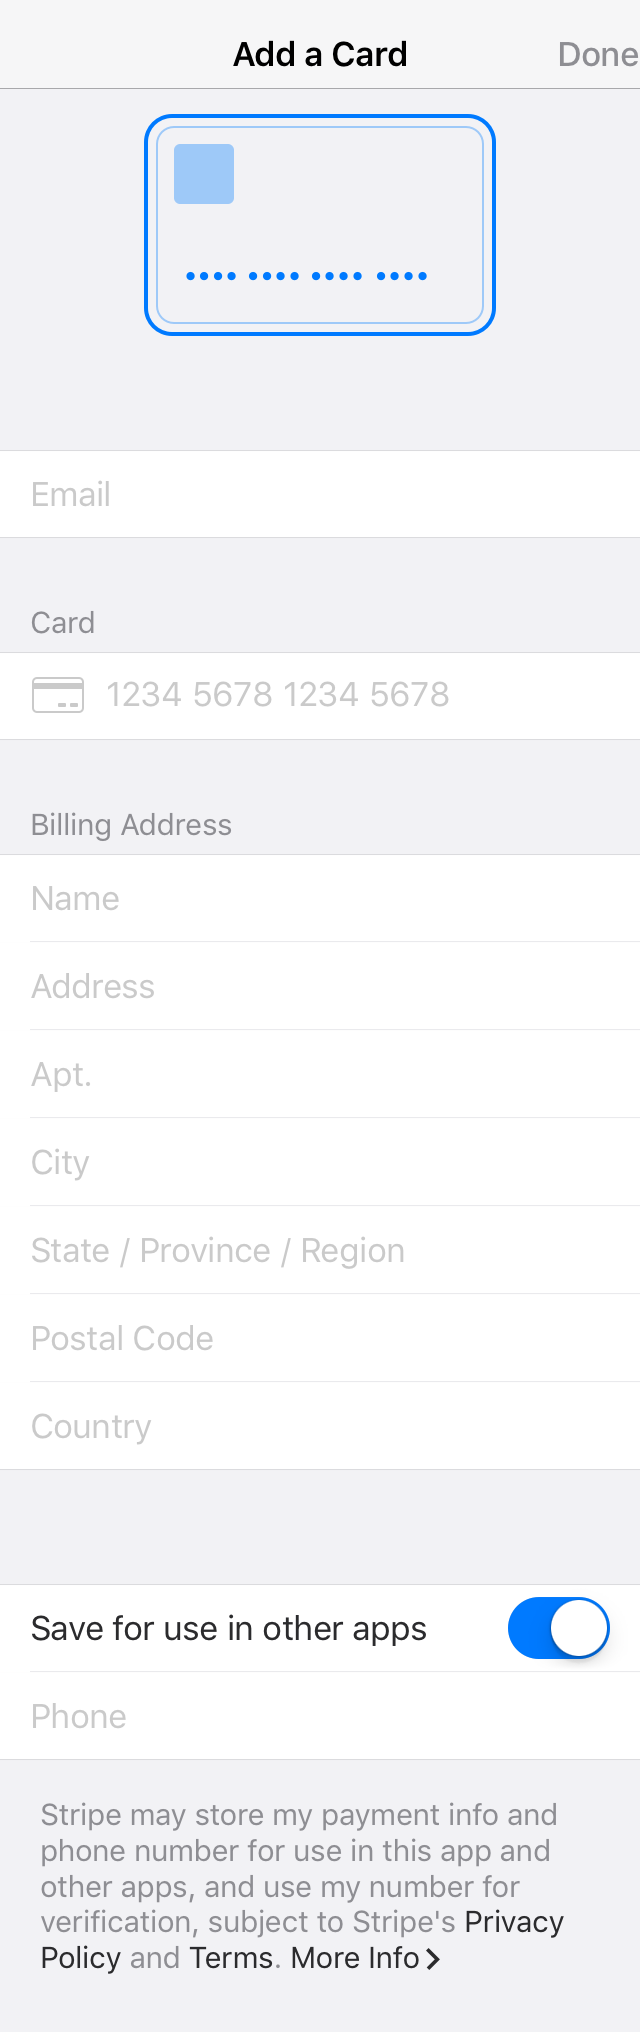 Add a Card
Done
•••• •••• •••• ••••
Email
Card
1234 5678 1234 5678
Billing Address
Name
Address
Apt.
City
State / Province / Region
Postal Code
Country
Save for use in other apps
Phone
Stripe may store my payment info and
phone number for use in this app and
other apps, and use my number for
verification, subject to Stripe's Privacy
Policy and Terms. More Info